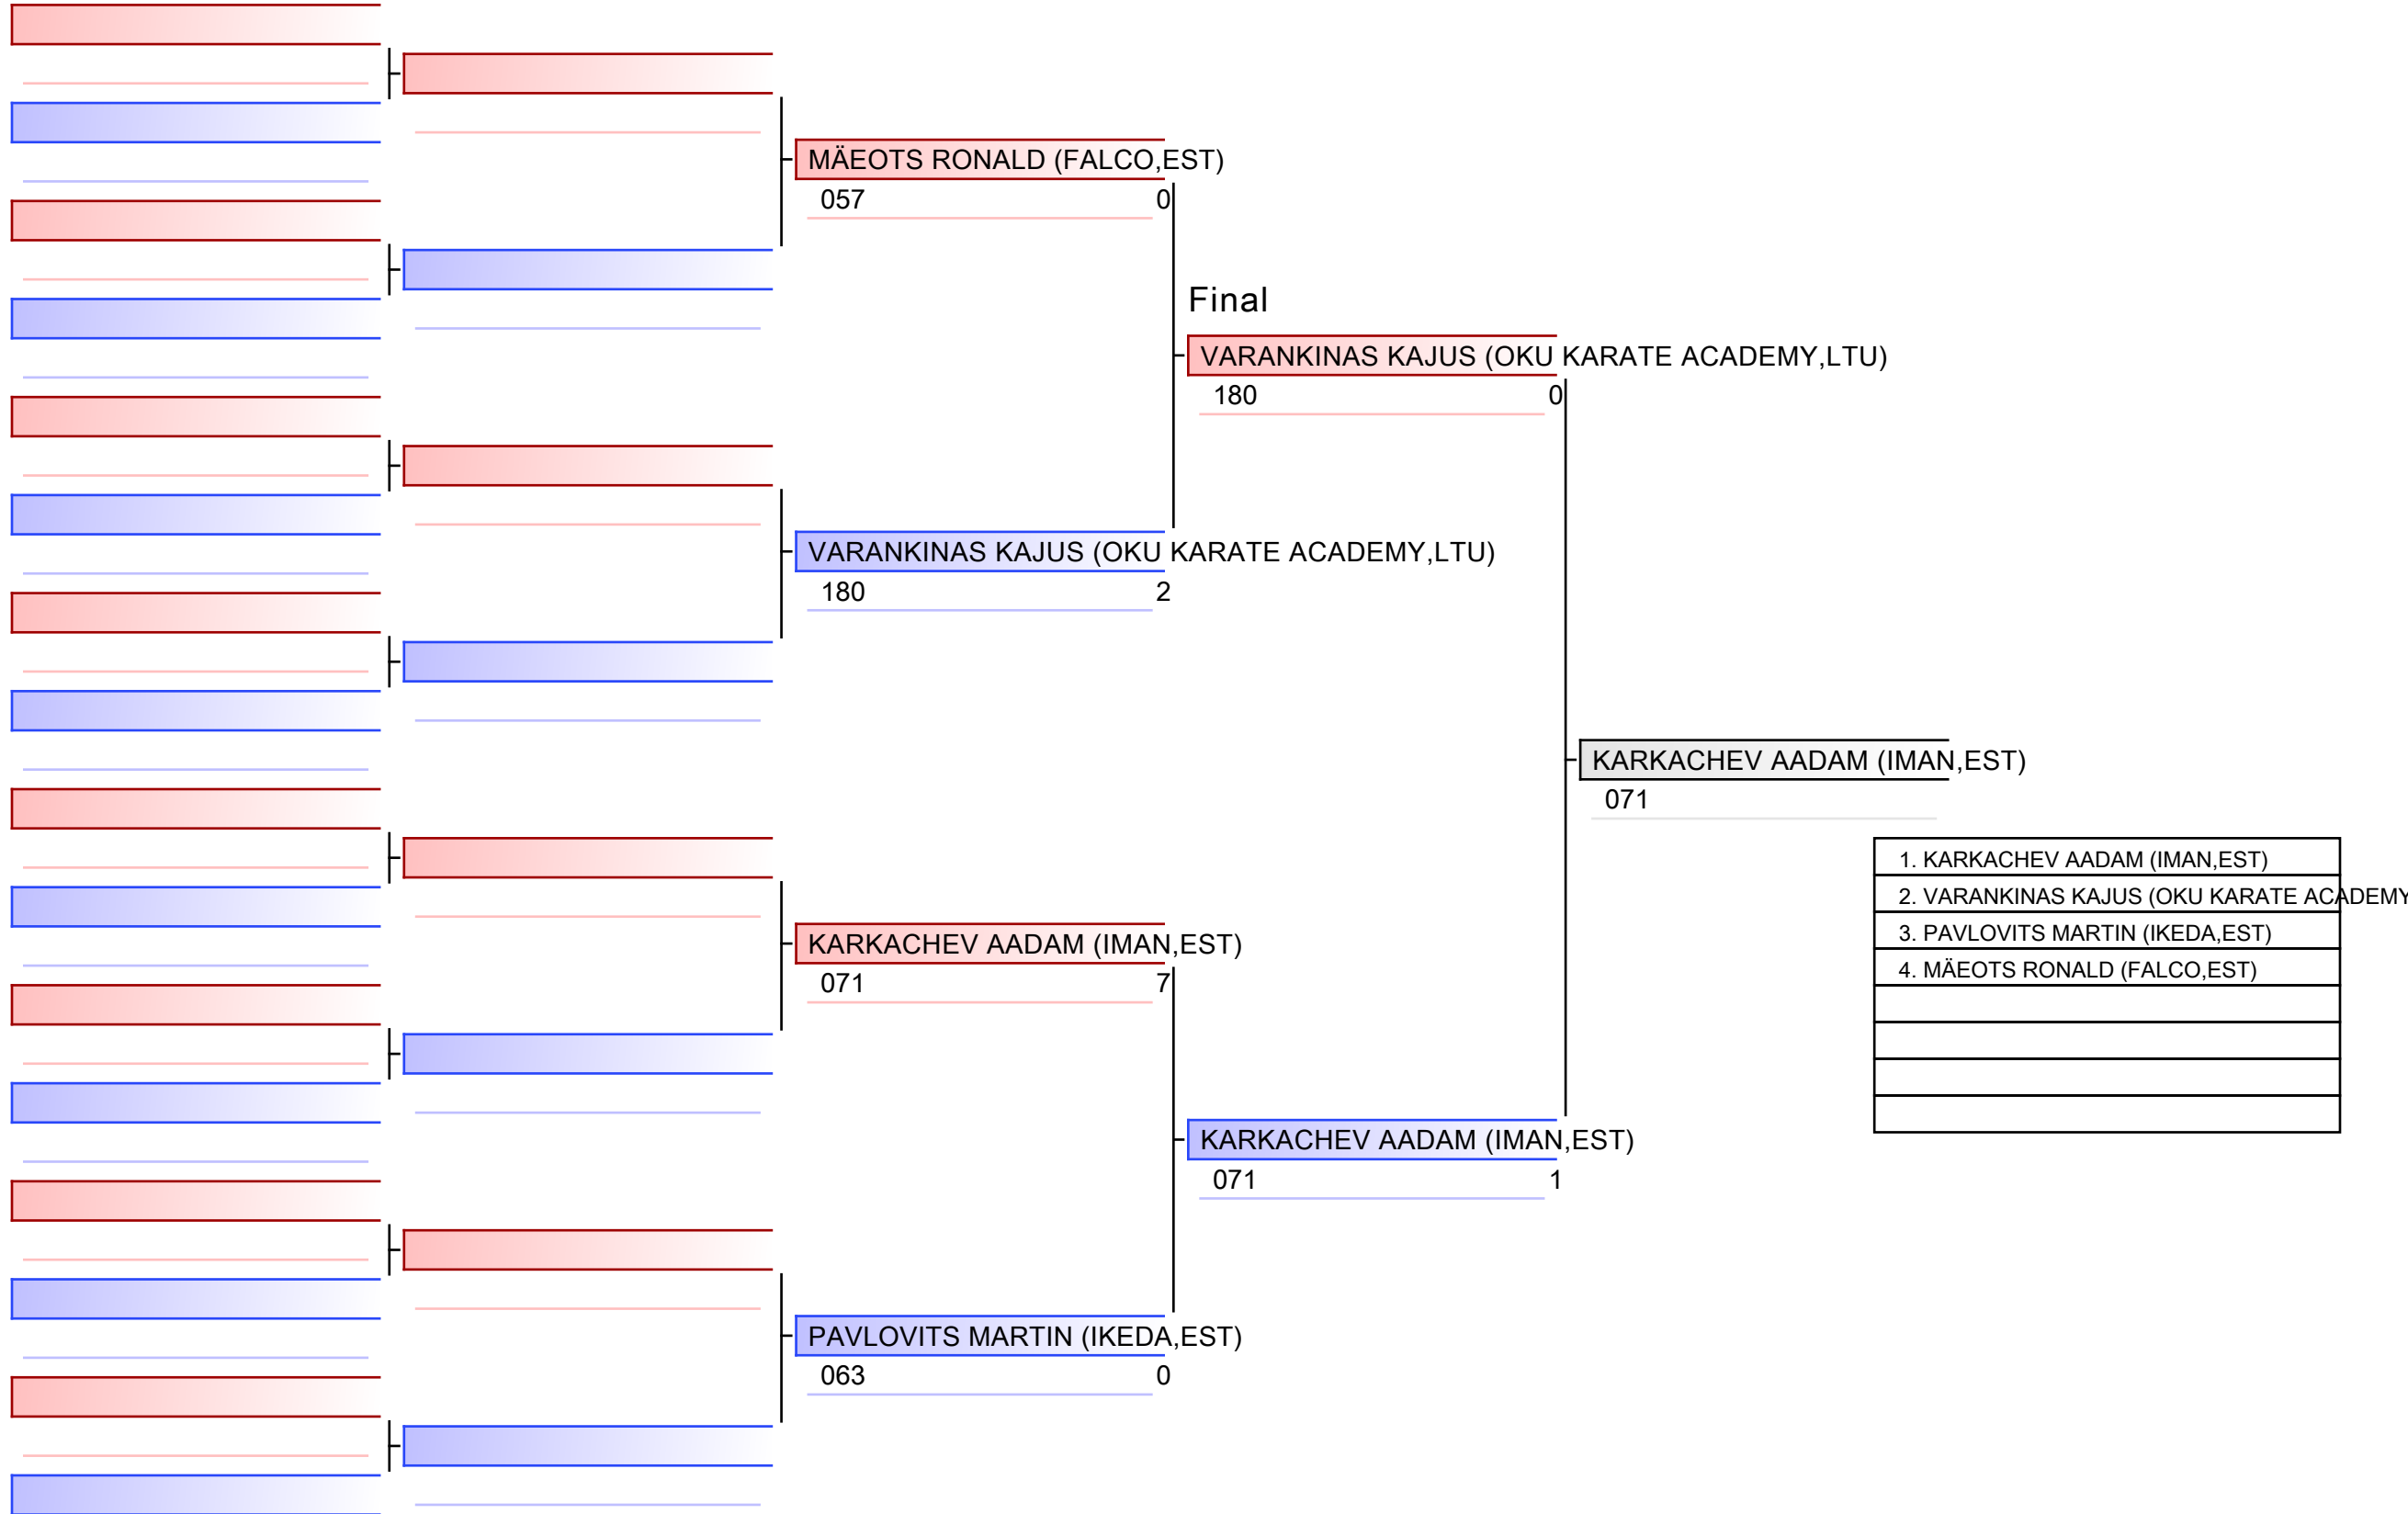 MÄEOTS RONALD (FALCO,EST)
057 0
Final
VARANKINAS KAJUS (OKU KARATE ACADEMY,LTU)
180 0
VARANKINAS KAJUS (OKU KARATE ACADEMY,LTU)
180 2
KARKACHEV AADAM (IMAN,EST)
071
1. KARKACHEV AADAM (IMAN,EST)
2. VARANKINAS KAJUS (OKU KARATE ACADEMY
3. PAVLOVITS MARTIN (IKEDA,EST)
4. MÄEOTS RONALD (FALCO,EST)
KARKACHEV AADAM (IMAN,EST)
071 7
KARKACHEV AADAM (IMAN,EST)
071 1
PAVLOVITS MARTIN (IKEDA,EST)
063 0